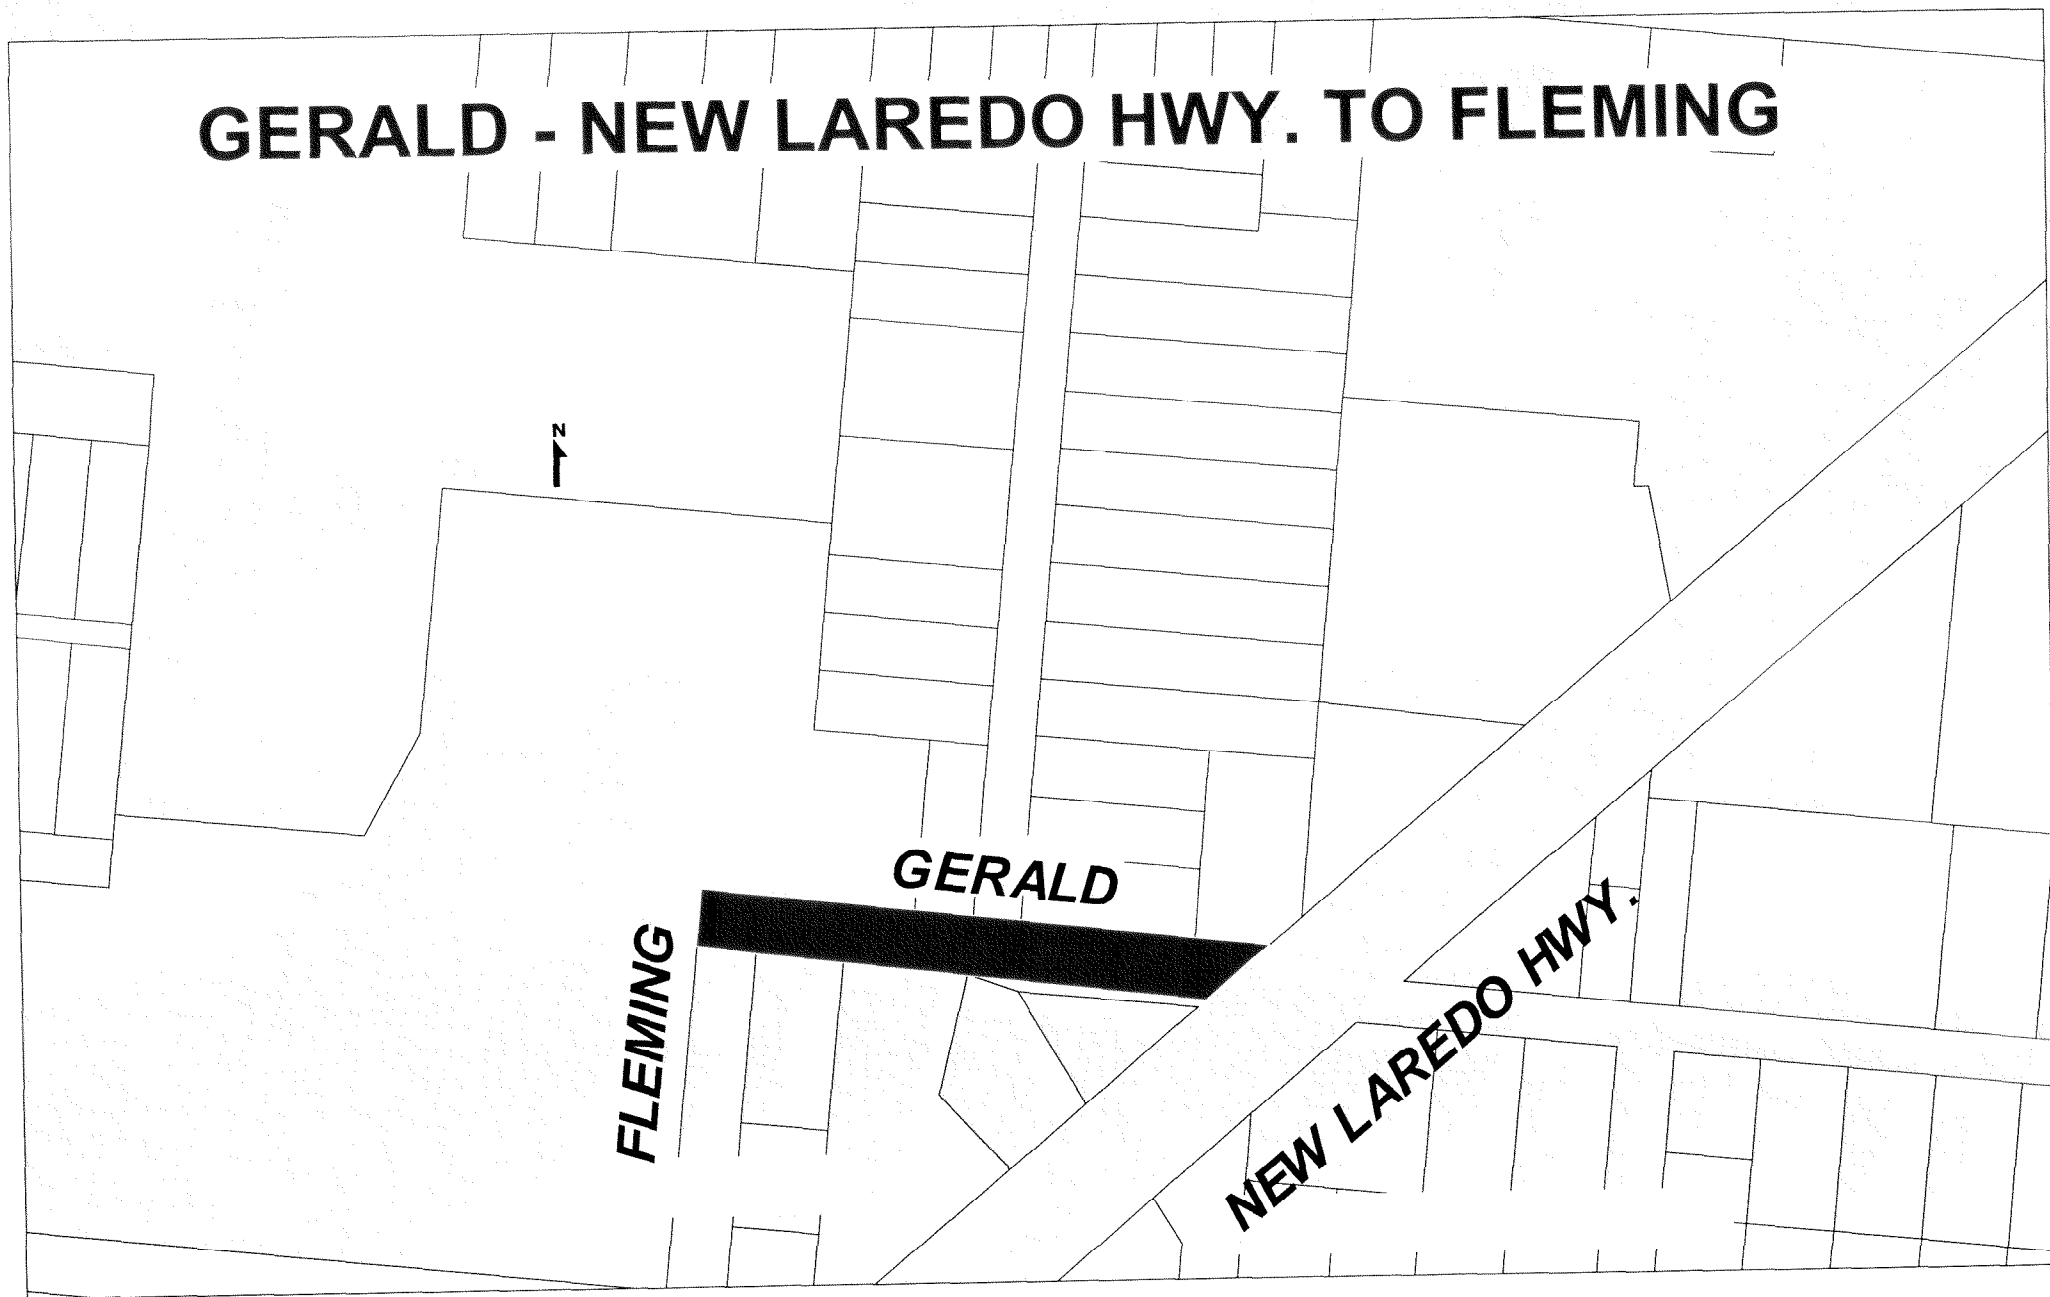 GERALD - NEW LAREDO HWY. TO FLEMING
N
GERALD
FLEMING
NEW LAREDO HWY.